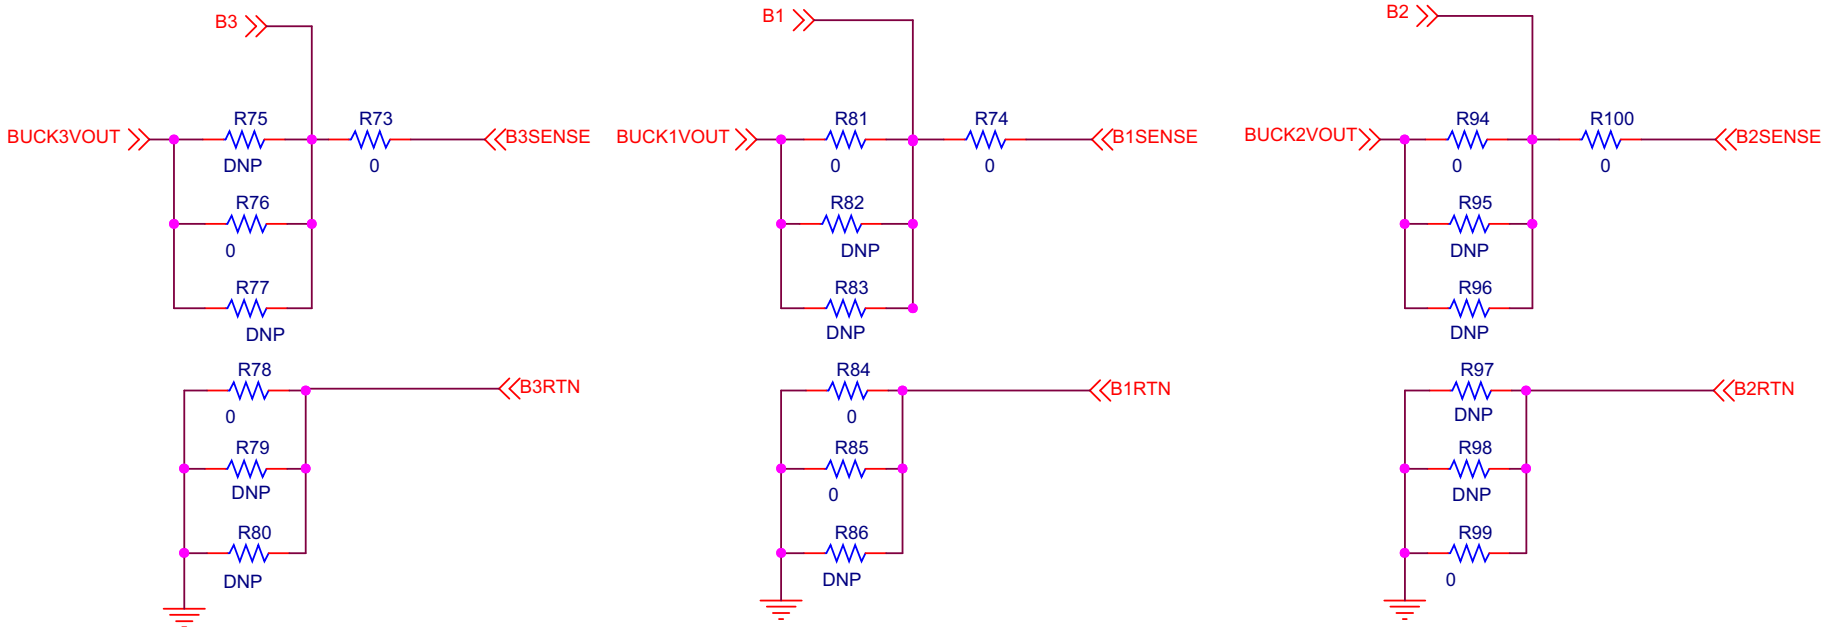 B3
B1
B2
R75
R73
R81
R74
R94
R100
BUCK3VOUT
B3SENSE
BUCK1VOUT
B1SENSE
BUCK2VOUT
B2SENSE
DNP
0
0
0
0
0
R76
R82
R95
0
DNP
DNP
R77
R83
R96
DNP
DNP
DNP
R78
R84
R97
B3RTN
B1RTN
B2RTN
0
0
DNP
R79
R85
R98
DNP
0
DNP
R80
R86
R99
DNP
DNP
0